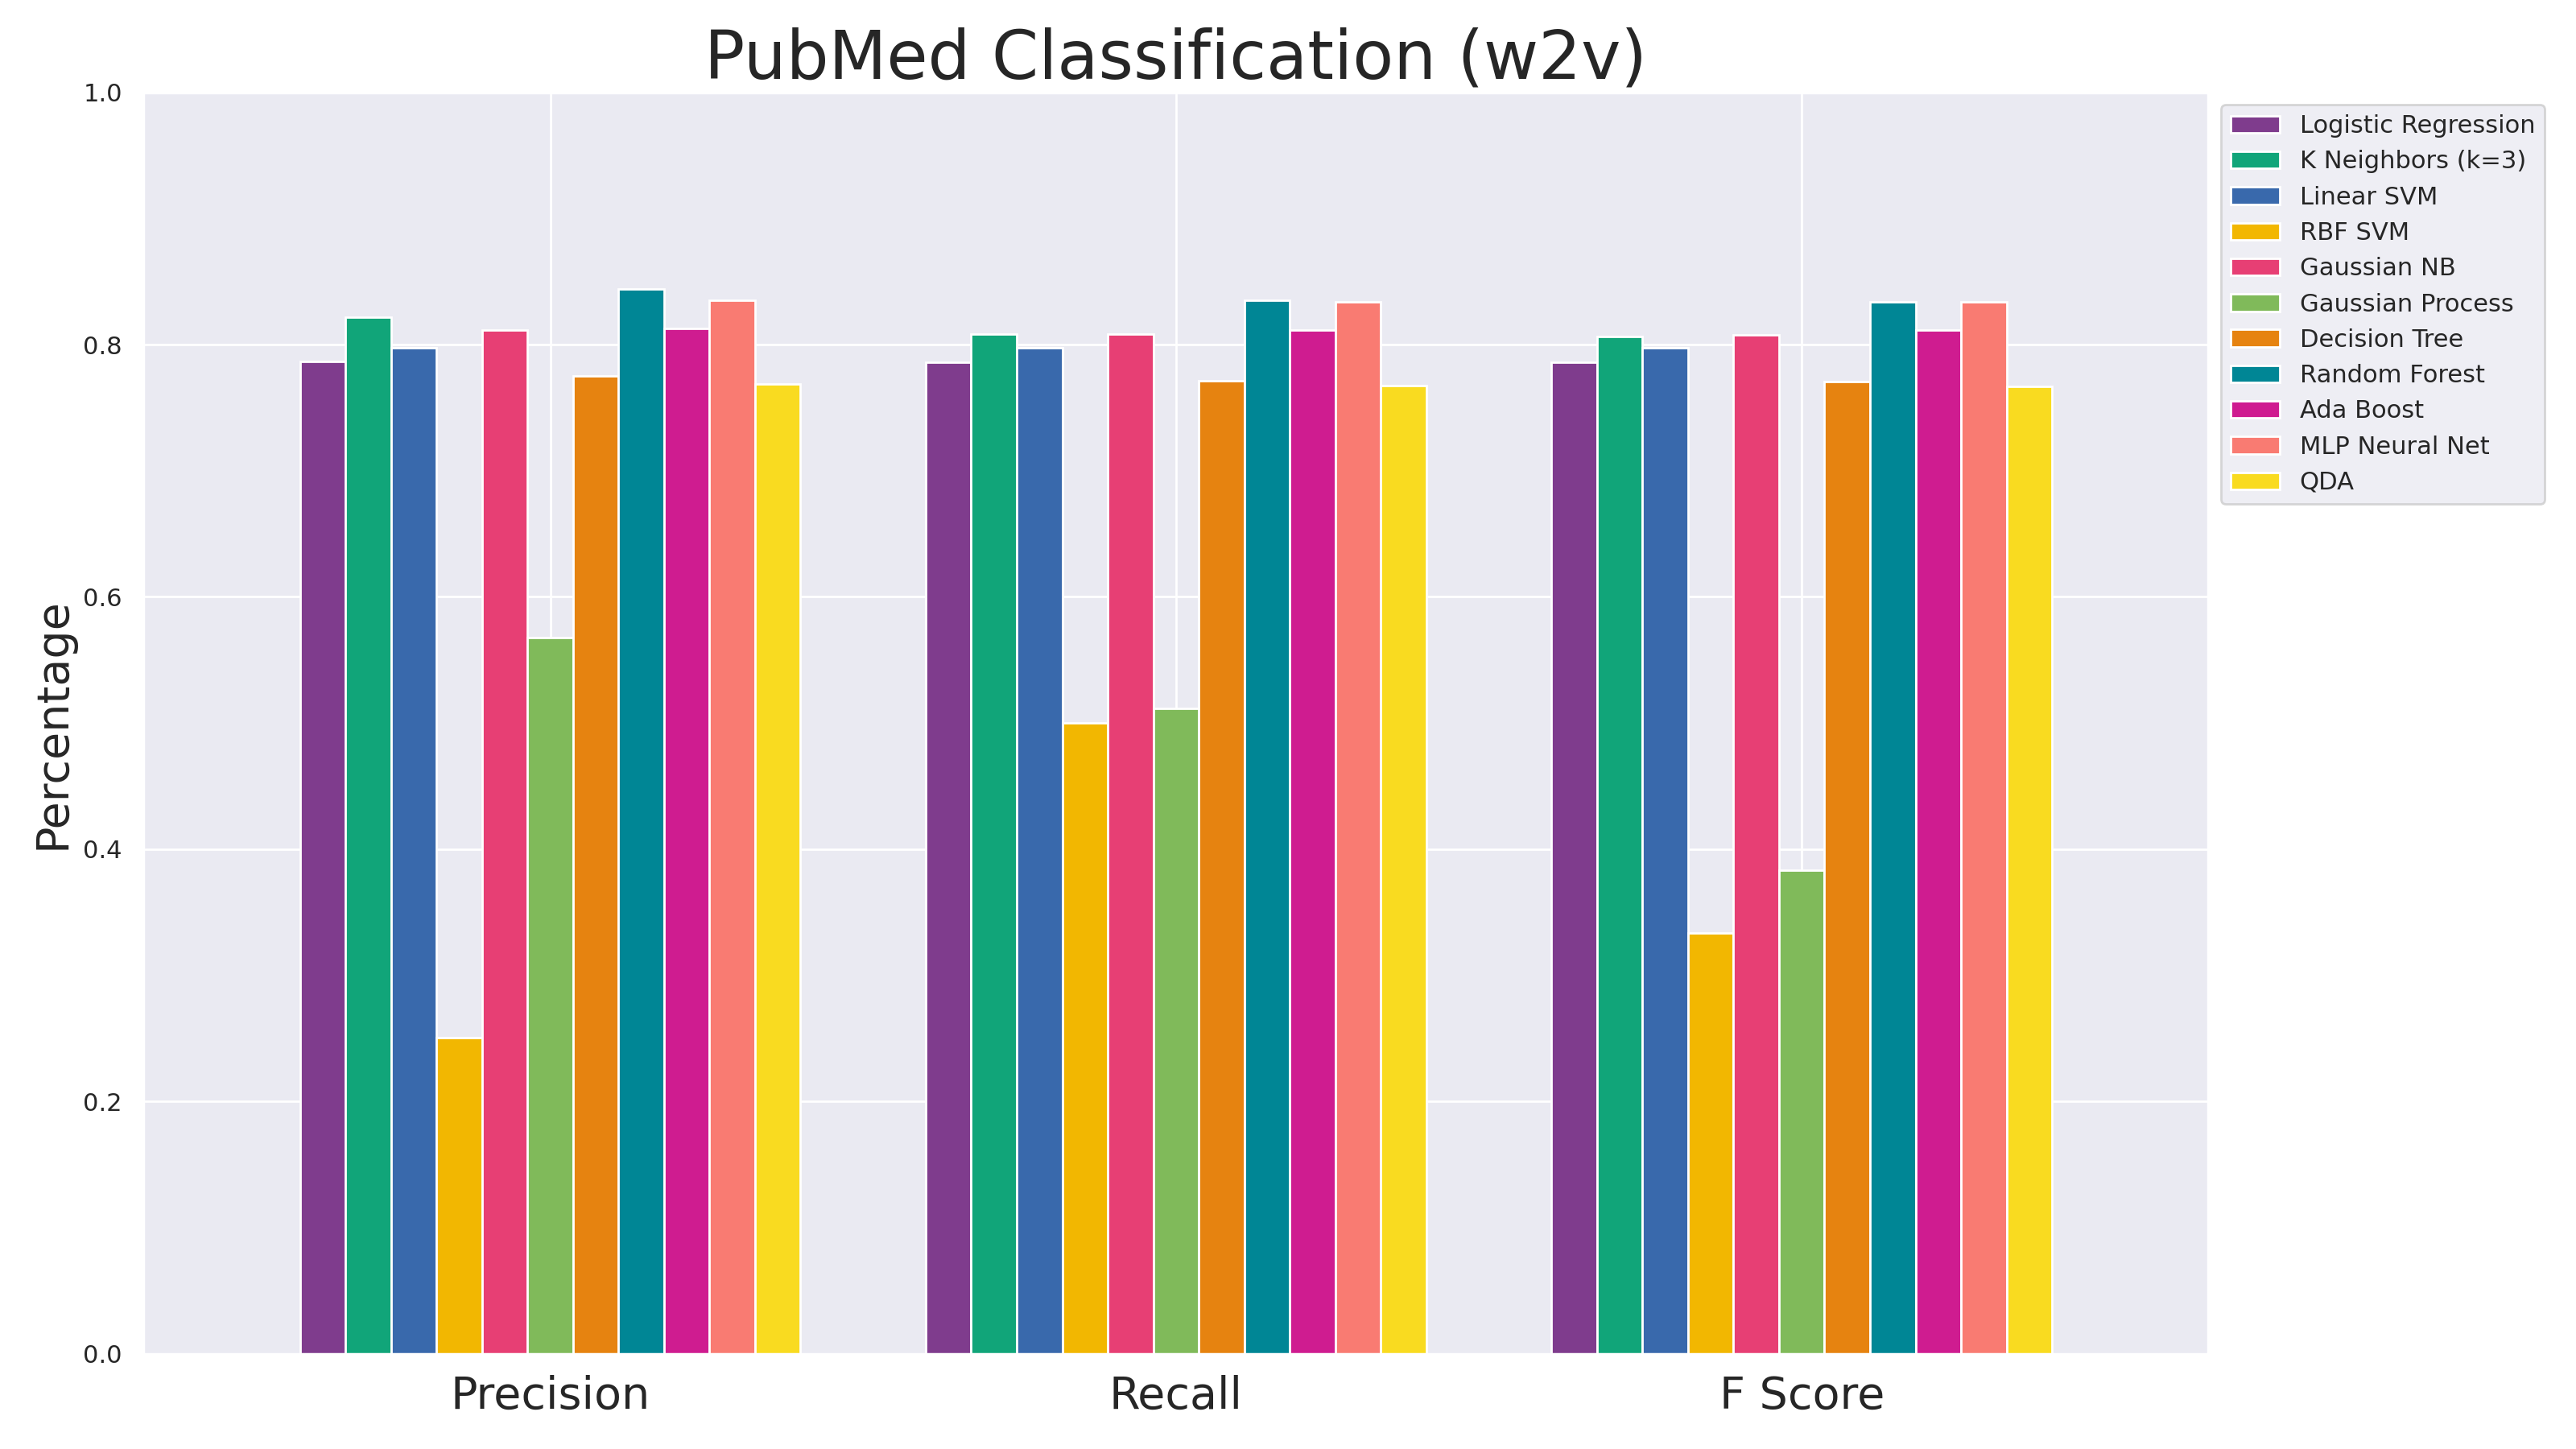 PubMed Classification (w2v)
Percentage
1.0
0.8
0.6
0.4
0.2
0.0
Precision
Recall
F Score
Logistic Regression
K Neighbors (k=3)
Linear SVM
RBF SVM
Gaussian NB
Gaussian Process
Decision Tree
Random Forest
Ada Boost
MLP Neural Net
QDA